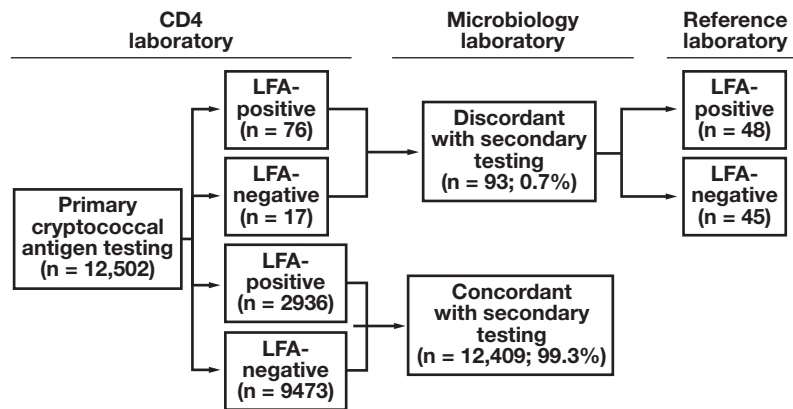 CD4
laboratory
Microbiology
laboratory
Reference
laboratory
Primary
cryptococcal
antigen testing
(n = 12,502)
LFA-
positive
(n = 76)
LFA-
negative
(n = 17)
LFA-
positive
(n = 2936)
LFA-
negative
(n = 9473)
Discordant
with secondary
testing
(n = 93; 0.7%)
Concordant
with secondary
testing
(n = 12,409; 99.3%)
LFA-
positive
(n = 48)
LFA-
negative
(n = 45)